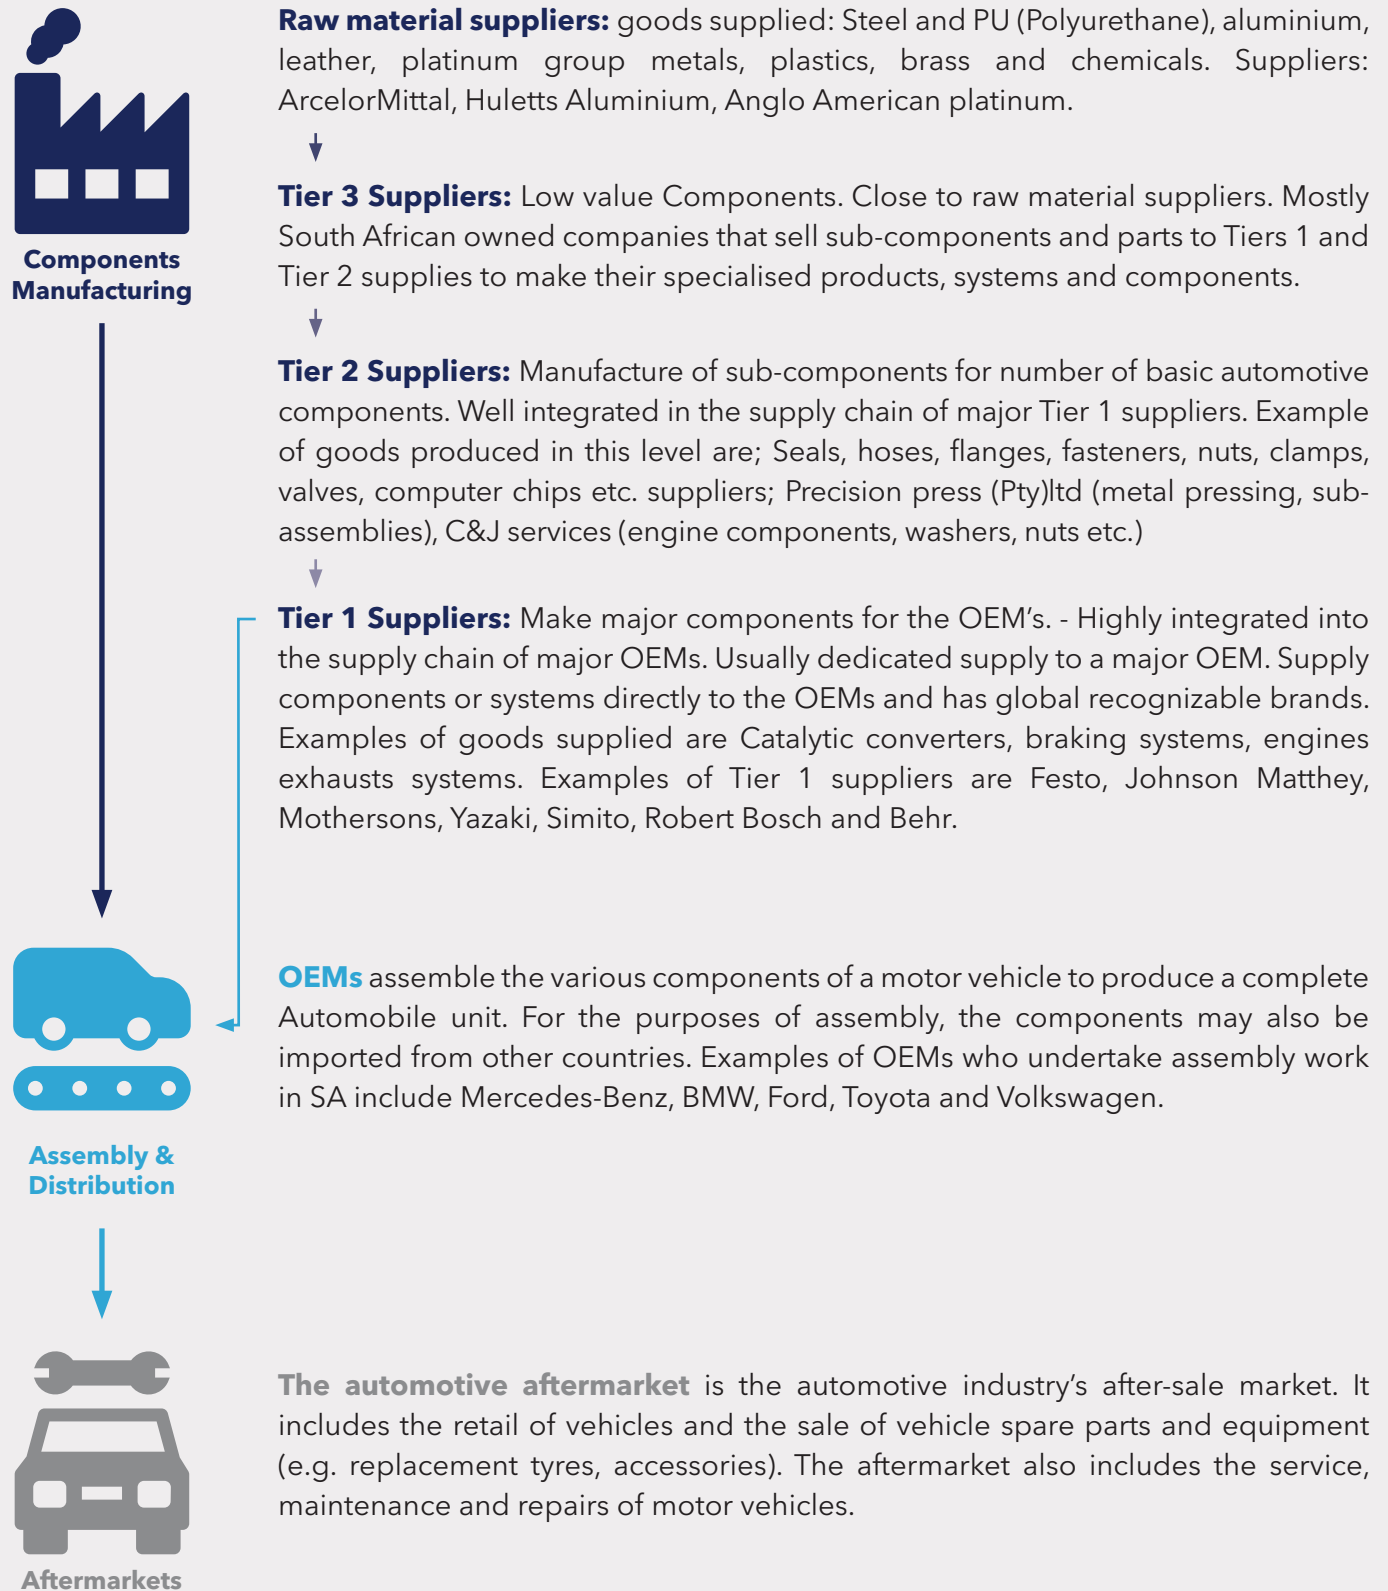 Raw material suppliers: goods supplied: Steel and PU (Polyurethane), aluminium,
leather, platinum group metals, plastics, brass and chemicals. Suppliers:
ArcelorMittal, Huletts Aluminium, Anglo American platinum.
Components
Manufacturing
Tier 3 Suppliers: Low value Components. Close to raw material suppliers. Mostly
South African owned companies that sell sub-components and parts to Tiers 1 and
Tier 2 supplies to make their specialised products, systems and components.
Tier 2 Suppliers: Manufacture of sub-components for number of basic automotive
components. Well integrated in the supply chain of major Tier 1 suppliers. Example
of goods produced in this level are; Seals, hoses, flanges, fasteners, nuts, clamps,
valves, computer chips etc. suppliers; Precision press (Pty)ltd (metal pressing, sub-
assemblies), C&J services (engine components, washers, nuts etc.)
Tier 1 Suppliers: Make major components for the OEM’s. - Highly integrated into
the supply chain of major OEMs. Usually dedicated supply to a major OEM. Supply
components or systems directly to the OEMs and has global recognizable brands.
Examples of goods supplied are Catalytic converters, braking systems, engines
exhausts systems. Examples of Tier 1 suppliers are Festo, Johnson Matthey,
Mothersons, Yazaki, Simito, Robert Bosch and Behr.
OEMs assemble the various components of a motor vehicle to produce a complete
Automobile unit. For the purposes of assembly, the components may also be
imported from other countries. Examples of OEMs who undertake assembly work
in SA include Mercedes-Benz, BMW, Ford, Toyota and Volkswagen.
Assembly &
Distribution
The automotive aftermarket is the automotive industry’s after-sale market. It
includes the retail of vehicles and the sale of vehicle spare parts and equipment
(e.g. replacement tyres, accessories). The aftermarket also includes the service,
maintenance and repairs of motor vehicles.
Aftermarkets